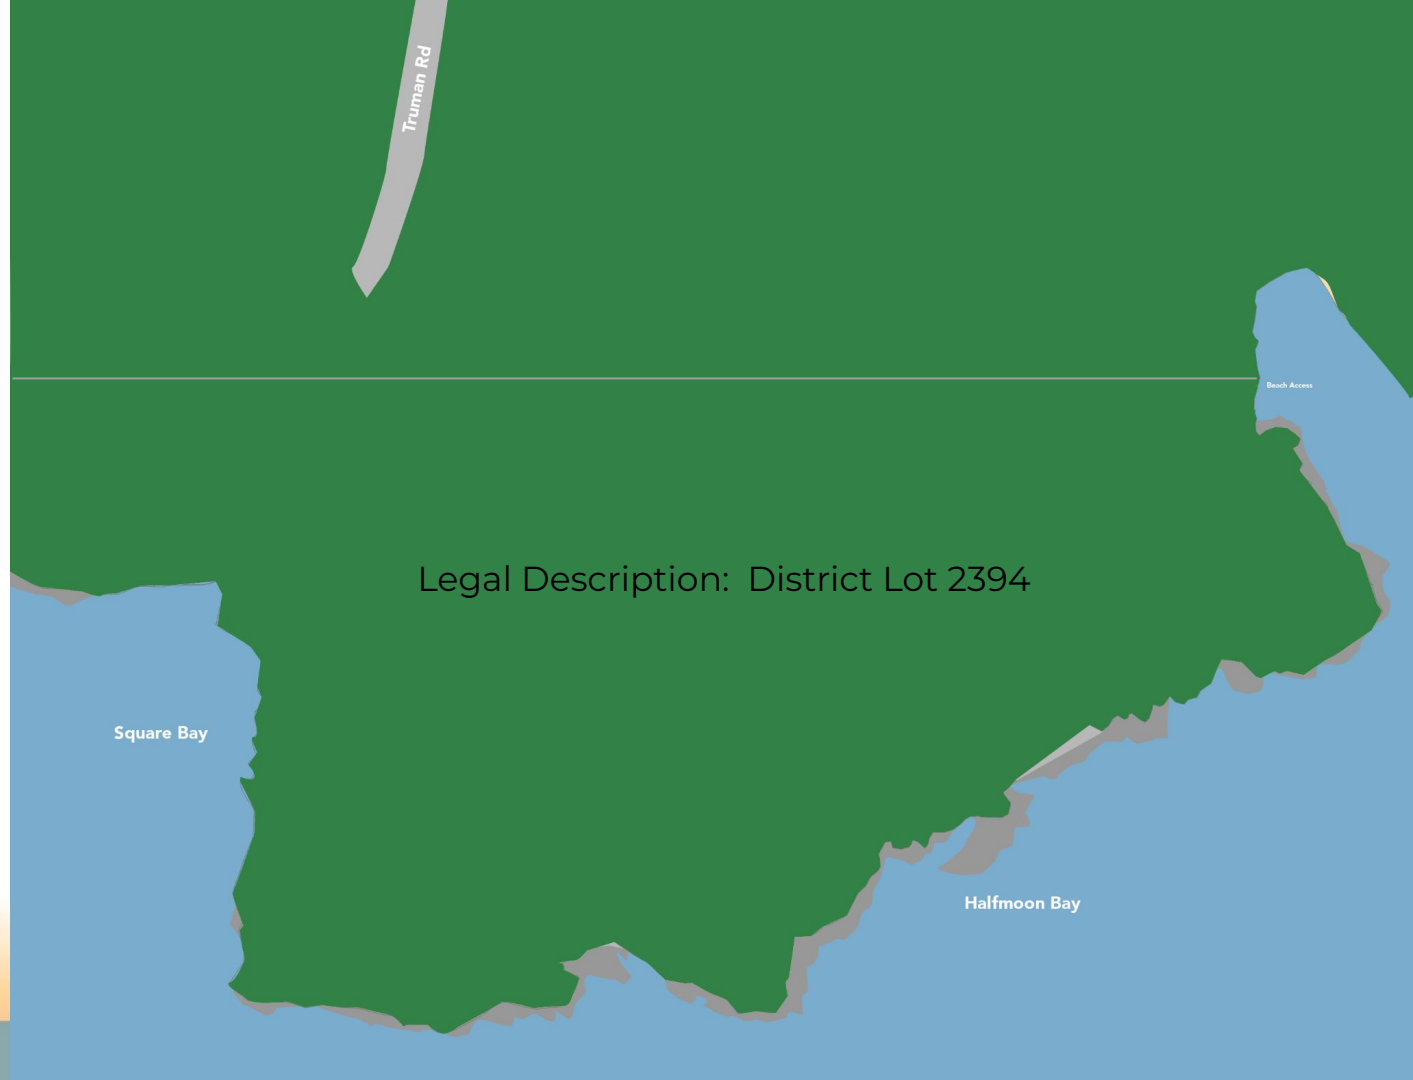 Truman Rd
Beach Access
Legal Description:  District Lot 2394
Square Bay
Halfmoon Bay